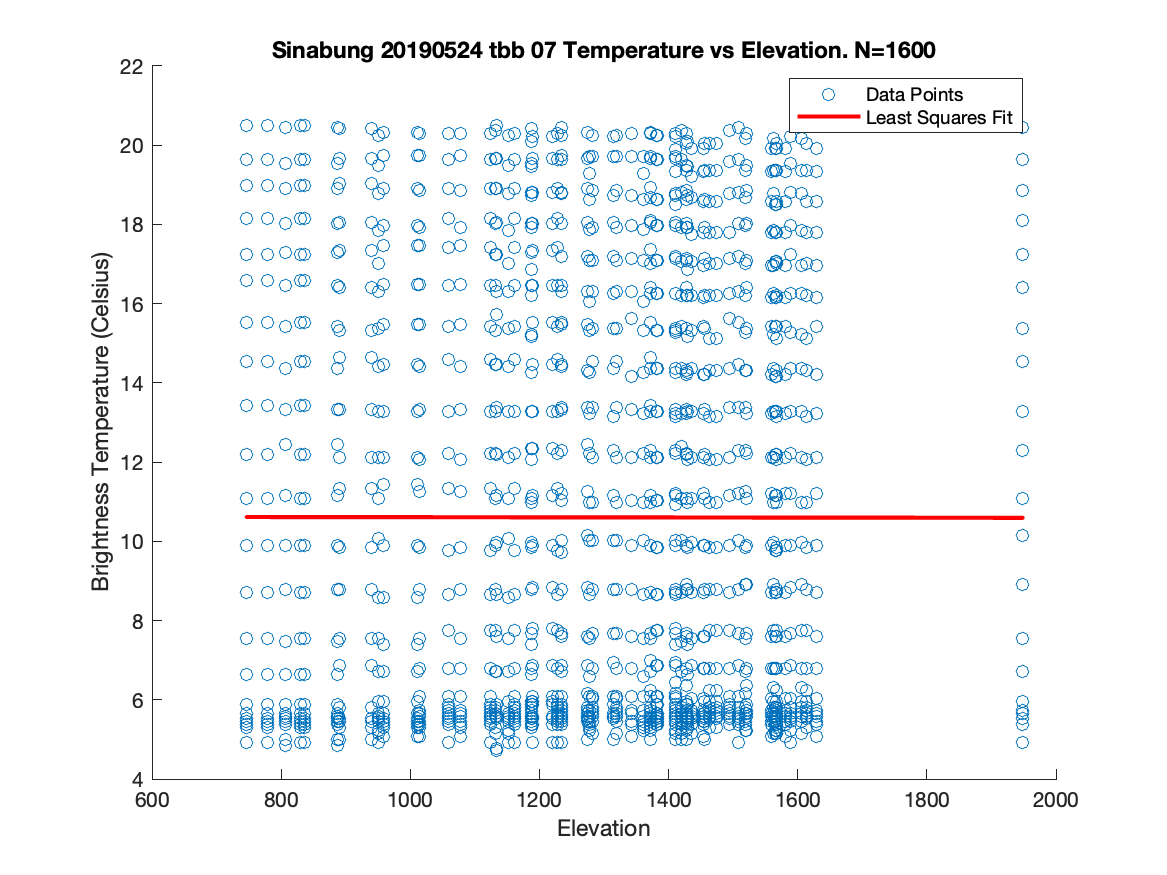 Sinabung 20190524 tbb 07 Temperature vs Elevation. N=1600
22
Data Points
Least Squares Fit
20
18
16
14
12
10
8
6
4
Brightness Temperature (Celsius)
600 800 1000 1200 1400 1600 1800 2000
Elevation